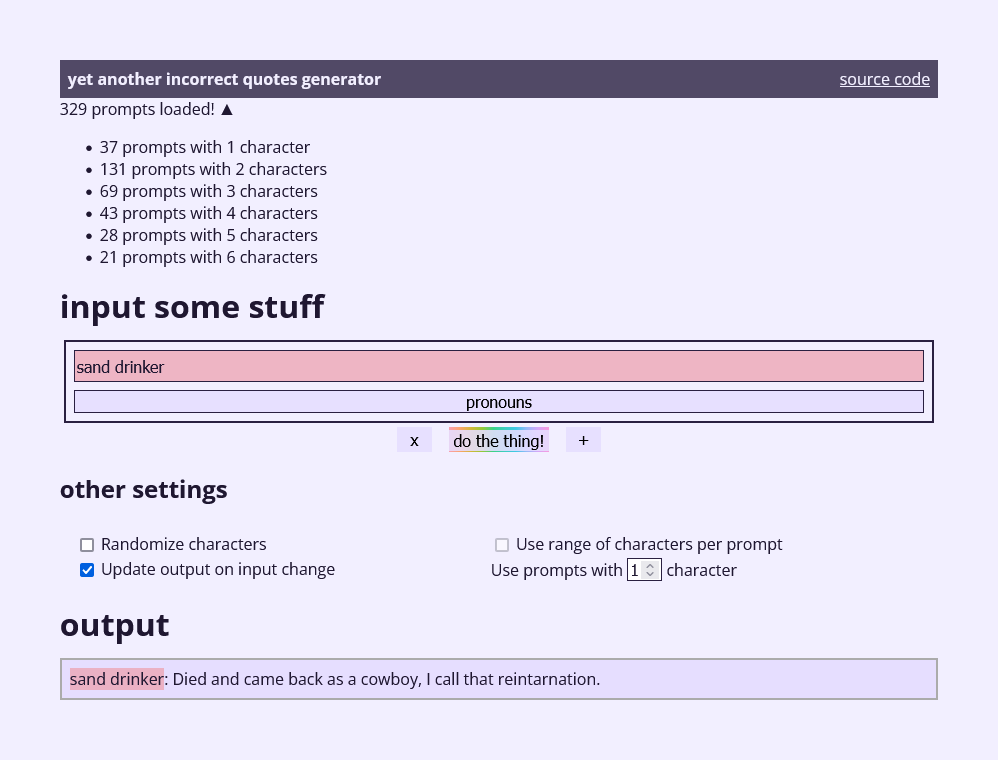 yet another incorrect quotes generator source code
329 prompts loaded! ▲
• 37 prompts with 1 character
• 131 prompts with 2 characters
• 69 prompts with 3 characters
• 43 prompts with 4 characters
• 28 prompts with 5 characters
• 21 prompts with 6 characters
input some stuff
sand drinker
pronouns
x do the thing! +
other settings
Randomize characters
Update output on input change
Use range of characters per prompt
Use prompts with 1 character
output
sand drinker: Died and came back as a cowboy, I call that reintarnation.